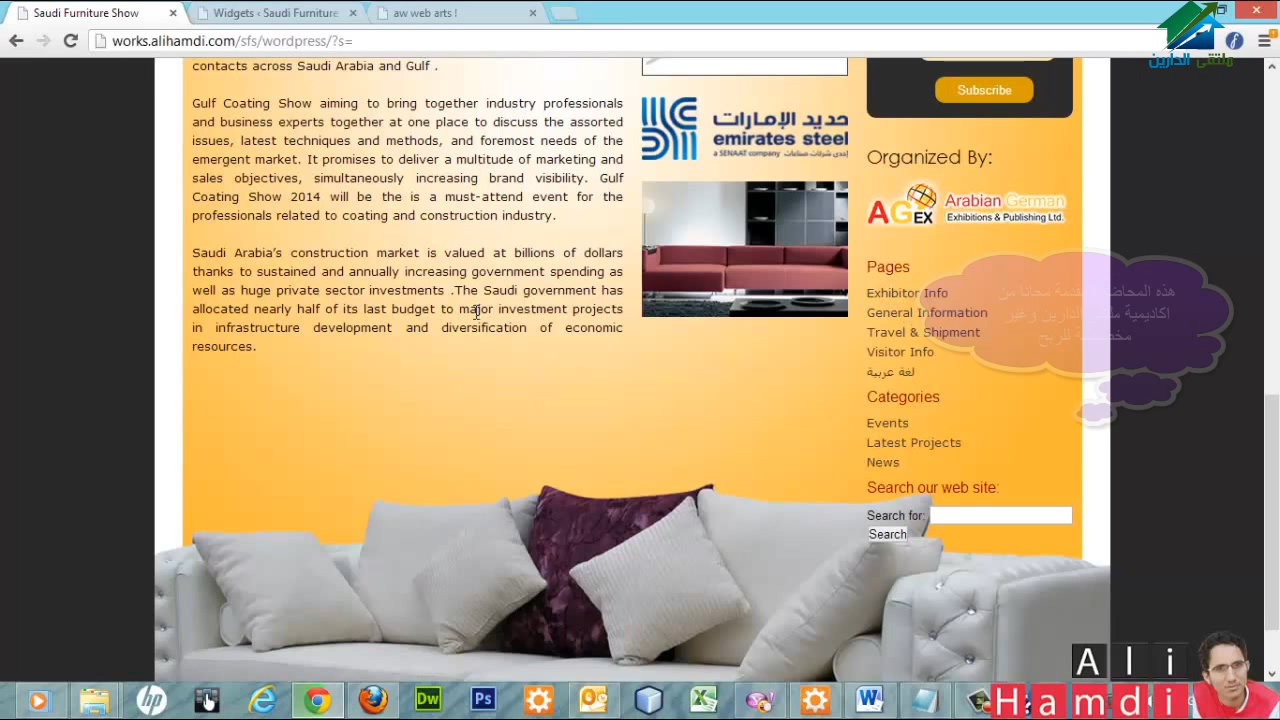 Saudi Furniture Show
Widgets ‹ Saudi Furniture
aw web arts !
works.alihamdi.com/sfs/wordpress/?s=
ملتقى الدارين
contacts across Saudi Arabia and Gulf .
Gulf Coating Show aiming to bring together industry professionals
and business experts together at one place to discuss the assorted
issues, latest techniques and methods, and foremost needs of the
emergent market. It promises to deliver a multitude of marketing and
sales objectives, simultaneously increasing brand visibility. Gulf
Coating Show 2014 will be the is a must-attend event for the
professionals related to coating and construction industry.
Saudi Arabia's construction market is valued at billions of dollars
thanks to sustained and annually increasing government spending as
well as huge private sector investments .The Saudi government has
allocated nearly half of its last budget to major investment projects
in infrastructure development and diversification of economic
resources.
حديد الإمارات
emirates steel
a SENAAT company
إحدى شركات صناعات
Subscribe
Organized By:
AGEX
Arabian German
Exhibitions & Publishing Ltd.
Pages
Exhibitor Info
General Information
Travel & Shipment
Visitor Info
لغة عربية
Categories
Events
Latest Projects
News
Search our web site:
Search for:
Search
هذه المحاضرة مقدمة مجانا من
اكاديمية ملتقى الدارين وغير
مخصصة للربح
Ali
Hamdi
hp
Dw
Ps